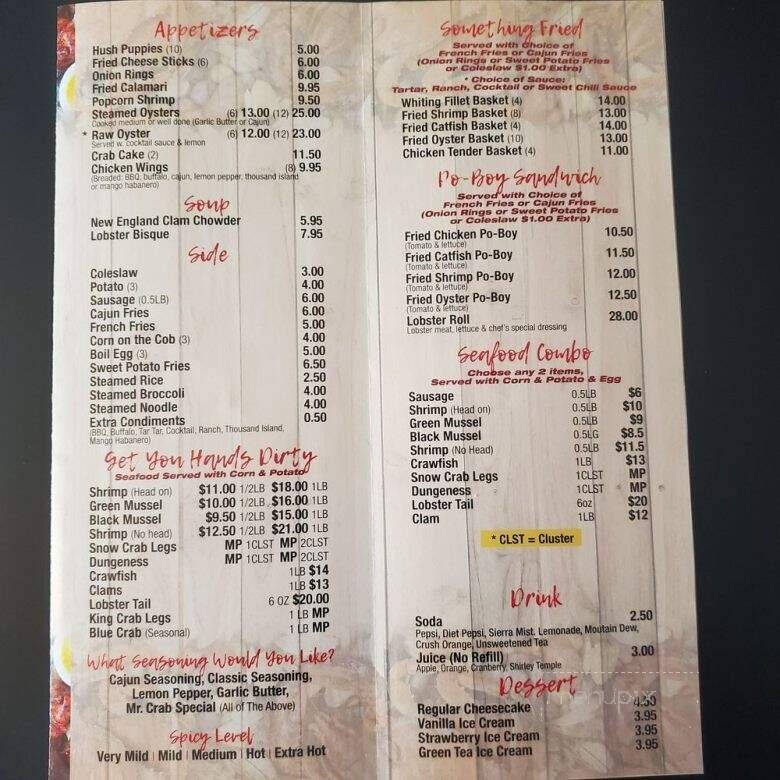 Appetizers
Hush Puppies (10) 5.00
Fried Cheese Sticks (6) 6.00
Onion Rings 6.00
Fried Calamari 9.95
Popcorn Shrimp 9.50
Steamed Oysters (6) 13.00 (12) 25.00
Cooked medium or well done (Garlic Butter or Cajun)
* Raw Oyster (6) 12.00 (12) 23.00
Served w. cocktail sauce & lemon
Crab Cake (2) 11.50
Chicken Wings (8) 9.95
(Breaded: BBQ, buffalo, cajun, lemon pepper, thousand island
or mango habanero)
Soup
New England Clam Chowder 5.95
Lobster Bisque 7.95
Side
Coleslaw 3.00
Potato (3) 4.00
Sausage (0.5LB) 6.00
Cajun Fries 6.00
French Fries 5.00
Corn on the Cob (3) 4.00
Boil Egg (3) 5.00
Sweet Potato Fries 6.50
Steamed Rice 2.50
Steamed Broccoli 4.00
Steamed Noodle 4.00
Extra Condiments 0.50
(BBQ, Buffalo, Tar Tar, Cocktail, Ranch, Thousand Island,
Mango Habanero)
Get You Hands Dirty
Seafood Served with Corn & Potato
Shrimp (Head on) $11.00 1/2LB $18.00 1LB
Green Mussel $10.00 1/2LB $16.00 1LB
Black Mussel $9.50 1/2LB $15.00 1LB
Shrimp (No head) $12.50 1/2LB $21.00 1LB
Snow Crab Legs MP 1CLST MP 2CLST
Dungeness MP 1CLST MP 2CLST
Crawfish 1LB $14
Clams 1LB $13
Lobster Tail 6 OZ $20.00
King Crab Legs 1 LB MP
Blue Crab (Seasonal) 1 LB MP
What Seasoning Would You Like?
Cajun Seasoning, Classic Seasoning,
Lemon Pepper, Garlic Butter,
Mr. Crab Special (All of The Above)
Spicy Level
Very Mild | Mild | Medium | Hot | Extra Hot
Something Fried
Served with Choice of
French Fries or Cajun Fries
(Onion Rings or Sweet Potato Fries
or Coleslaw $1.00 Extra)
* Choice of Sauce:
Tartar, Ranch, Cocktail or Sweet Chili Sauce
Whiting Fillet Basket (4) 14.00
Fried Shrimp Basket (8) 13.00
Fried Catfish Basket (4) 14.00
Fried Oyster Basket (10) 13.00
Chicken Tender Basket (4) 11.00
Po-Boy Sandwich
Served with Choice of
French Fries or Cajun Fries
(Onion Rings or Sweet Potato Fries
or Coleslaw $1.00 Extra)
Fried Chicken Po-Boy 10.50
(Tomato & lettuce)
Fried Catfish Po-Boy 11.50
(Tomato & lettuce)
Fried Shrimp Po-Boy 12.00
(Tomato & lettuce)
Fried Oyster Po-Boy 12.50
(Tomato & lettuce)
Lobster Roll 28.00
Lobster meat, lettuce & chef's special dressing
Seafood Combo
Choose any 2 items,
Served with Corn & Potato & Egg
Sausage 0.5LB $6
Shrimp (Head on) 0.5LB $10
Green Mussel 0.5LB $9
Black Mussel 0.5LG $8.5
Shrimp (No Head) 0.5LB $11.5
Crawfish 1LB $13
Snow Crab Legs 1CLST MP
Dungeness 1CLST MP
Lobster Tail 6oz $20
Clam 1LB $12
* CLST = Cluster
Drink
Soda 2.50
Pepsi, Diet Pepsi, Sierra Mist. Lemonade, Moutain Dew,
Crush Orange, Unsweetened Tea
Juice (No Refill) 3.00
Apple, Orange, Cranberry, Shirley Temple
Dessert
Regular Cheesecake 4.50
Vanilla Ice Cream 3.95
Strawberry Ice Cream 3.95
Green Tea Ice Cream 3.95
menupix